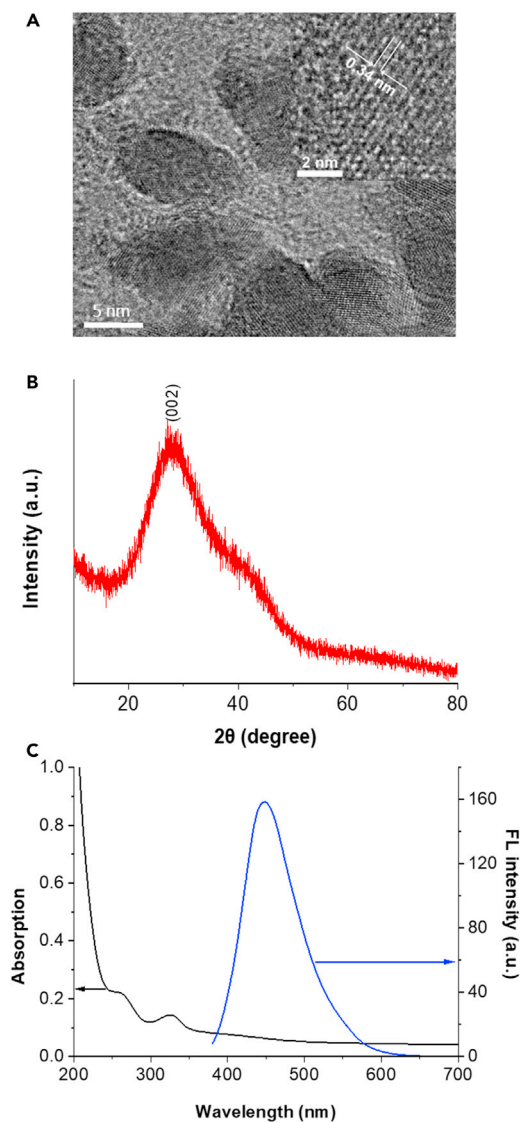 A
0.34 nm
2 nm
5 nm
B
(002)
Intensity (a.u.)
20 40 60 80
2θ (degree)
C
1.0
0.8
0.6
0.4
0.2
0.0
Absorption
160
120
80
40
0
FL intensity (a.u.)
200 300 400 500 600 700
Wavelength (nm)